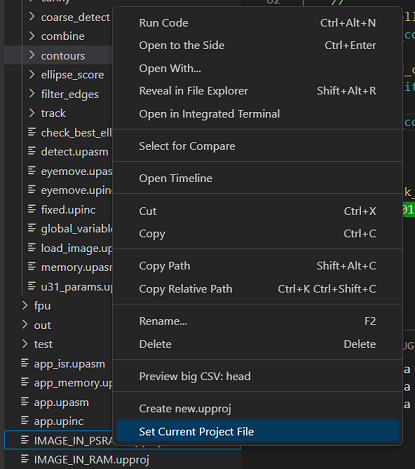 coarse_detect
combine
contours
ellipse_score
filter_edges
track
check_best_ell
detect.upasm
eyemove.upasm
eyemove.upinc
fixed.upinc
global_variable
load_image.up
memory.upasm
u31_params.upinc
fpu
out
test
app_isr.upasm
app_memory.up
app.upasm
app.upinc
IMAGE_IN_PSRA
IMAGE_IN_RAM.upproj
Run Code Ctrl+Alt+N
Open to the Side Ctrl+Enter
Open With...
Reveal in File Explorer Shift+Alt+R
Open in Integrated Terminal
Select for Compare
Open Timeline
Cut Ctrl+X
Copy Ctrl+C
Copy Path Shift+Alt+C
Copy Relative Path Ctrl+K Ctrl+Shift+C
Rename... F2
Delete Delete
Preview big CSV: head
Create new.upproj
Set Current Project File
62 //